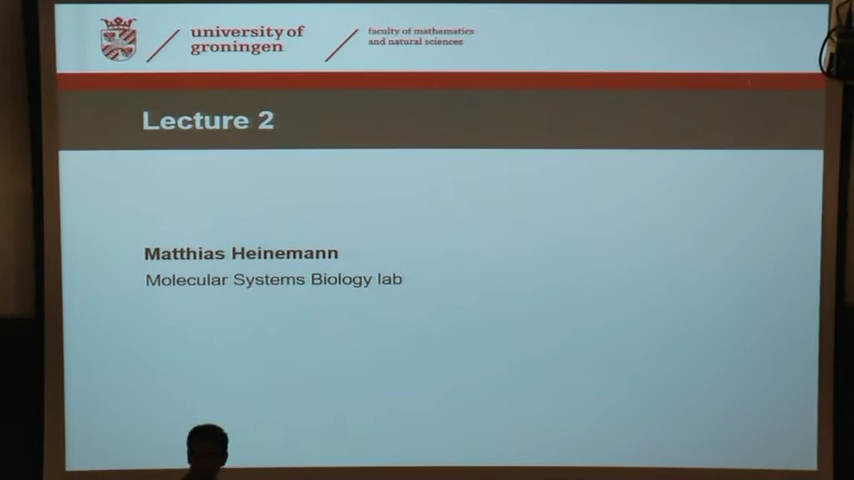 university of
groningen
faculty of mathematics
and natural sciences
Lecture 2
Matthias Heinemann
Molecular Systems Biology lab